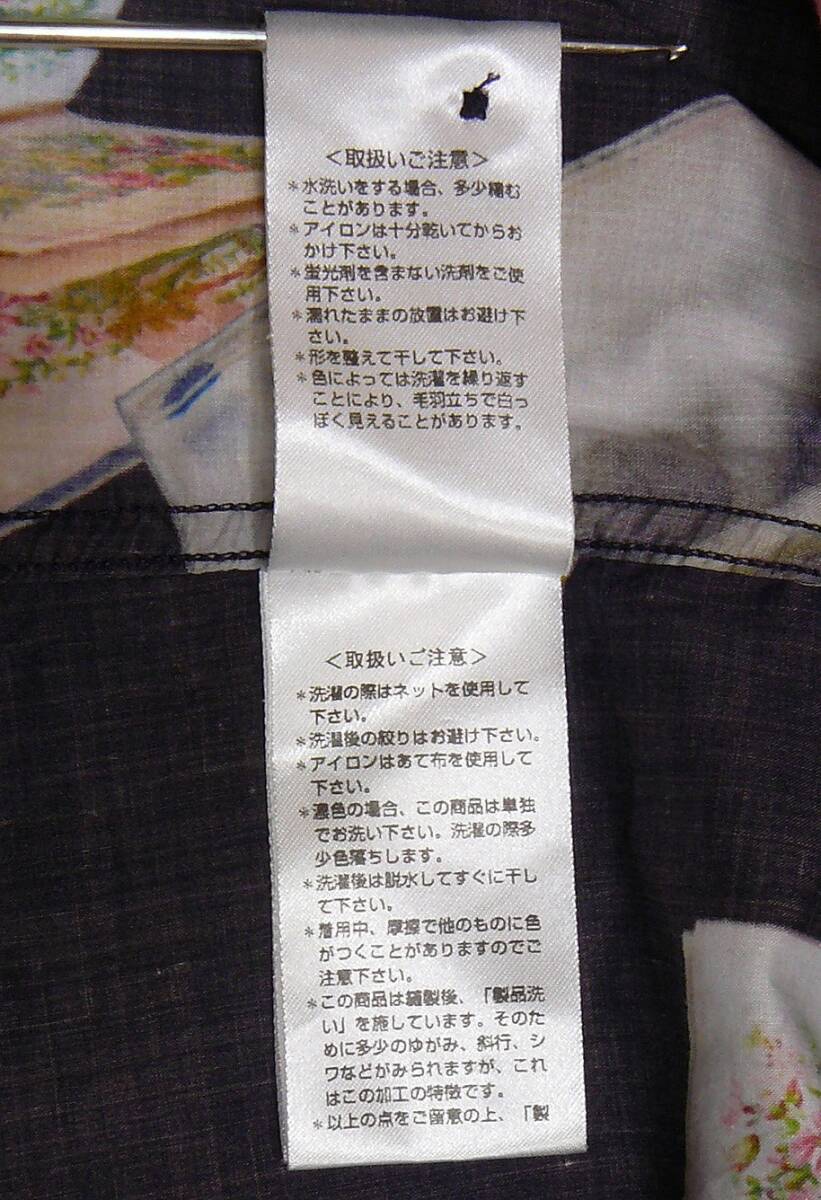 ＜取扱いご注意＞
＊水洗いをする場合、多少縮む
ことがあります。
＊アイロンは十分乾いてからお
かけ下さい。
＊蛍光剤を含まない洗剤をご使
用下さい。
＊濡れたままの放置はお避け下
さい。
＊形を整えて干して下さい。
＊色によっては洗濯を繰り返す
ことにより、毛羽立ちで白っ
ぽく見えることがあります。
＜取扱いご注意＞
＊洗濯の際はネットを使用して
下さい。
＊洗濯後の絞りはお避け下さい。
＊アイロンはあて布を使用して
下さい。
＊濃色の場合、この商品は単独
でお洗い下さい。洗濯の際多
少色落ちします。
＊洗濯後は脱水してすぐに干し
て下さい。
＊着用中、摩擦で他のものに色
がつくことがありますのでご
注意下さい。
＊この商品は縫製後、「製品洗
い」を施しています。そのた
めに多少のゆがみ、斜行、シ
ワなどがみられますが、これ
はこの加工の特徴です。
＊以上の点をご留意の上、「製